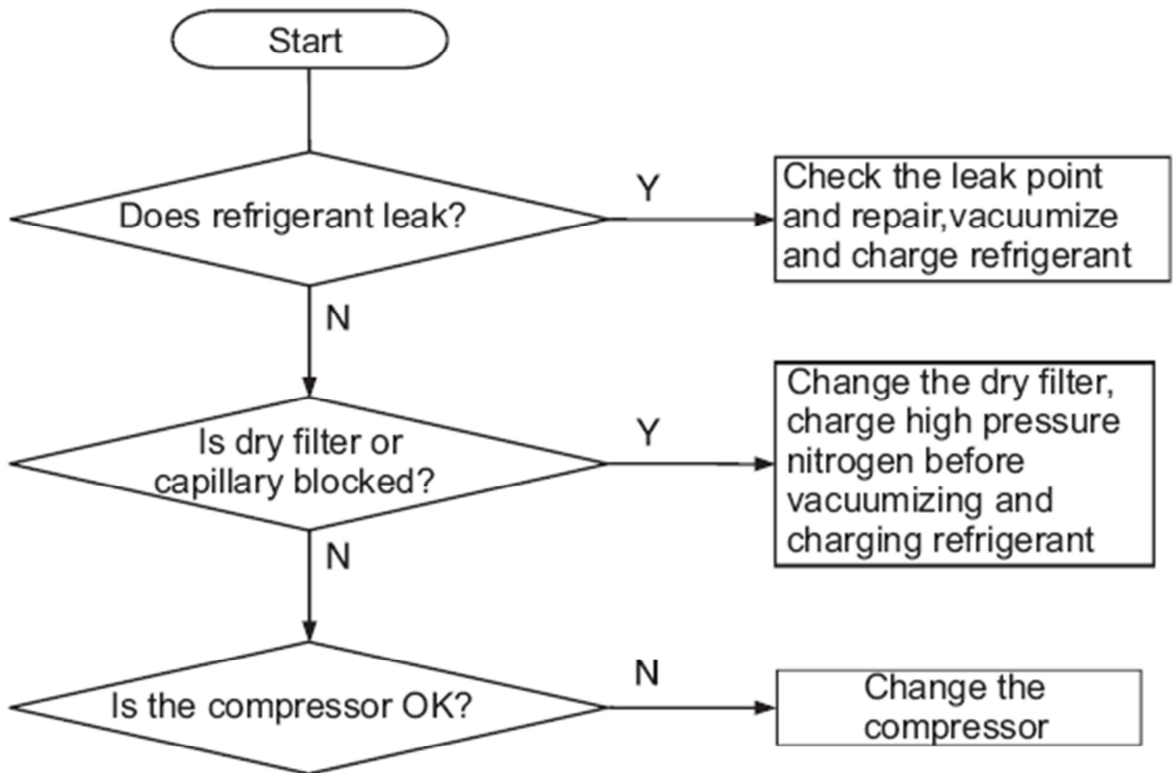 Start
Does refrigerant leak?
Y
Check the leak point
and repair,vacuumize
and charge refrigerant
N
Is dry filter or
capillary blocked?
Y
Change the dry filter,
charge high pressure
nitrogen before
vacuumizing and
charging refrigerant
N
Is the compressor OK?
N
Change the
compressor